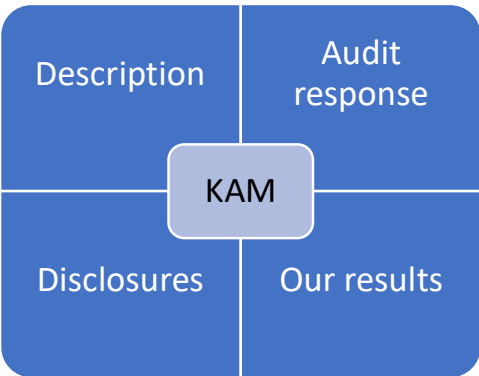 Description
Audit
response
KAM
Disclosures
Our results